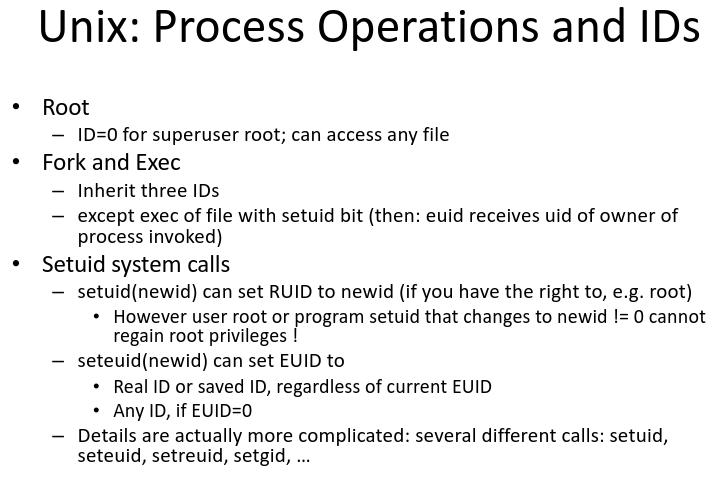 Unix: Process Operations and IDs
• Root
– ID=0 for superuser root; can access any file
• Fork and Exec
– Inherit three IDs
– except exec of file with setuid bit (then: euid receives uid of owner of
process invoked)
• Setuid system calls
– setuid(newid) can set RUID to newid (if you have the right to, e.g. root)
• However user root or program setuid that changes to newid != 0 cannot
regain root privileges !
– seteuid(newid) can set EUID to
• Real ID or saved ID, regardless of current EUID
• Any ID, if EUID=0
– Details are actually more complicated: several different calls: setuid,
seteuid, setreuid, setgid, ...